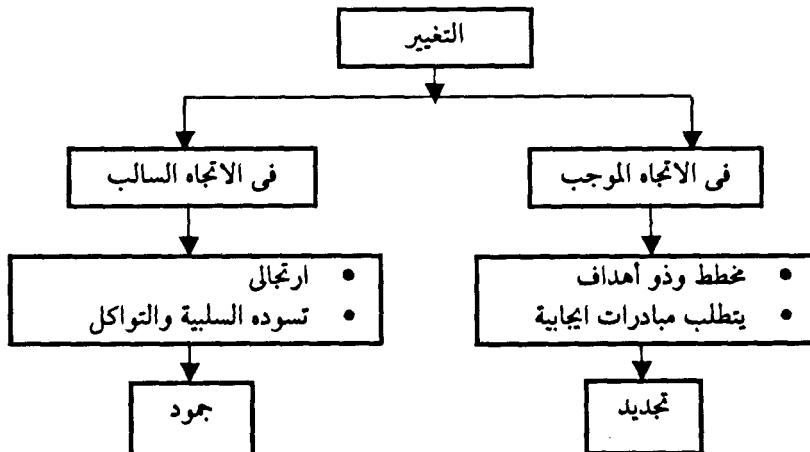 التغيير
فى الاتجاه الموجب
فى الاتجاه السالب
• مخطط وذو أهداف
• يتطلب مبادرات ايجابية
• ارتجالى
• تسوده السلبية والتواكل
تجديد
جمود